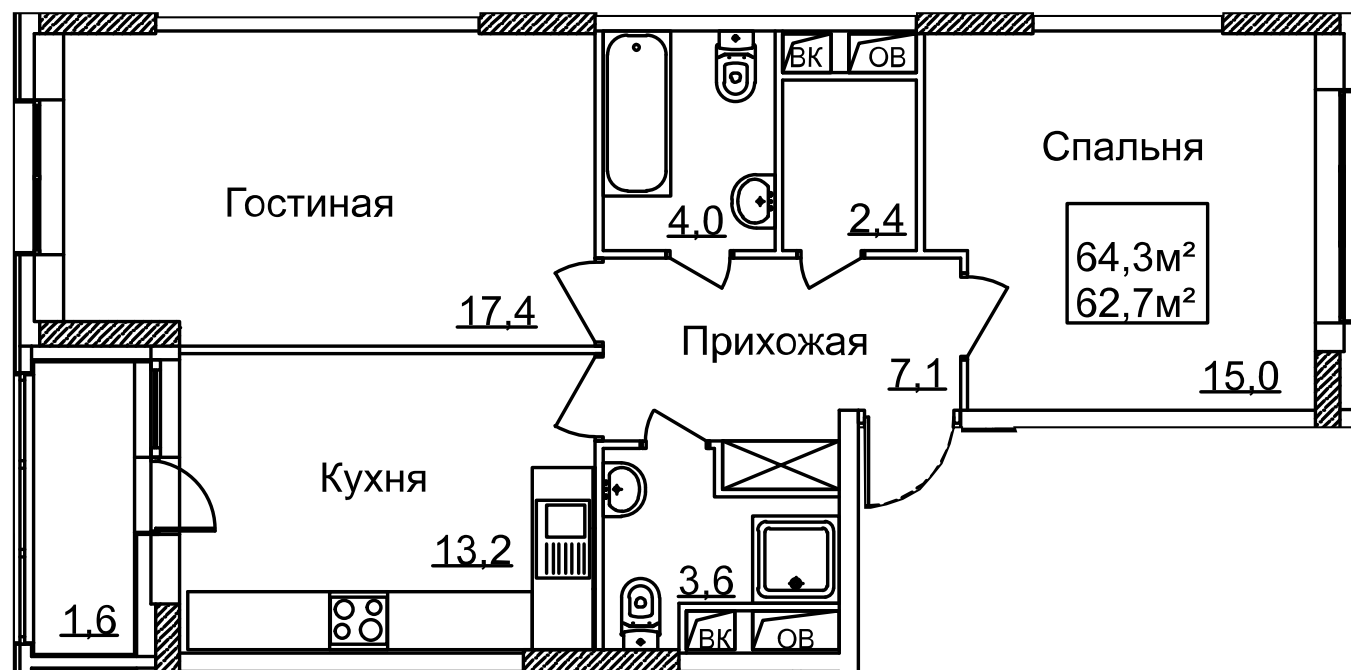 ВК
ОВ
Спальня
Гостиная
4,0
2,4
64,3м²
62,7м²
17,4
Прихожая
7,1
15,0
Кухня
13,2
3,6
1,6
ВК
ОВ